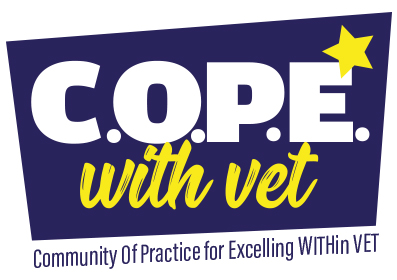 C.O.P.E.
with vet
Community Of Practice for Excelling WITHin VET